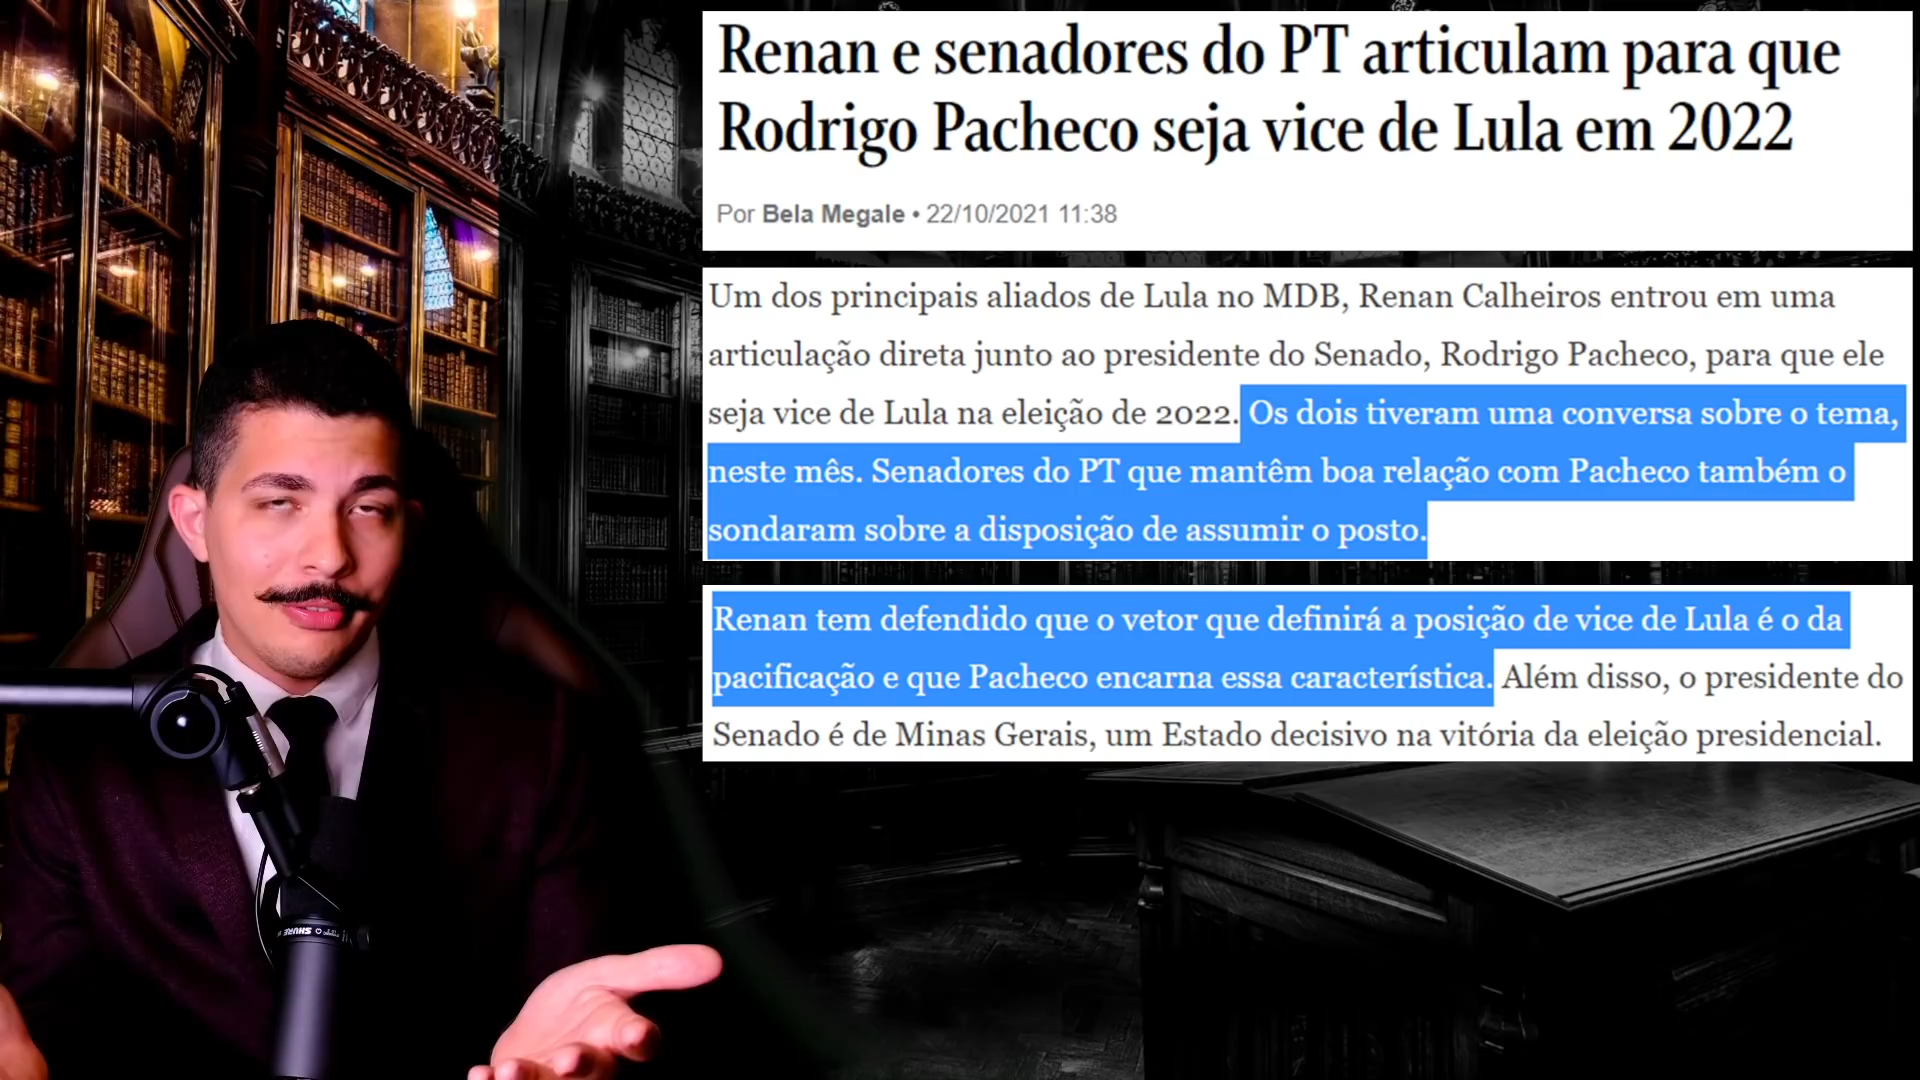 Renan e senadores do PT articulam para que
Rodrigo Pacheco seja vice de Lula em 2022
Por Bela Megale • 22/10/2021 11:38
Um dos principais aliados de Lula no MDB, Renan Calheiros entrou em uma
articulação direta junto ao presidente do Senado, Rodrigo Pacheco, para que ele
seja vice de Lula na eleição de 2022. Os dois tiveram uma conversa sobre o tema,
neste mês. Senadores do PT que mantêm boa relação com Pacheco também o
sondaram sobre a disposição de assumir o posto.
Renan tem defendido que o vetor que definirá a posição de vice de Lula é o da
pacificação e que Pacheco encarna essa característica. Além disso, o presidente do
Senado é de Minas Gerais, um Estado decisivo na vitória da eleição presidencial.
SHURE